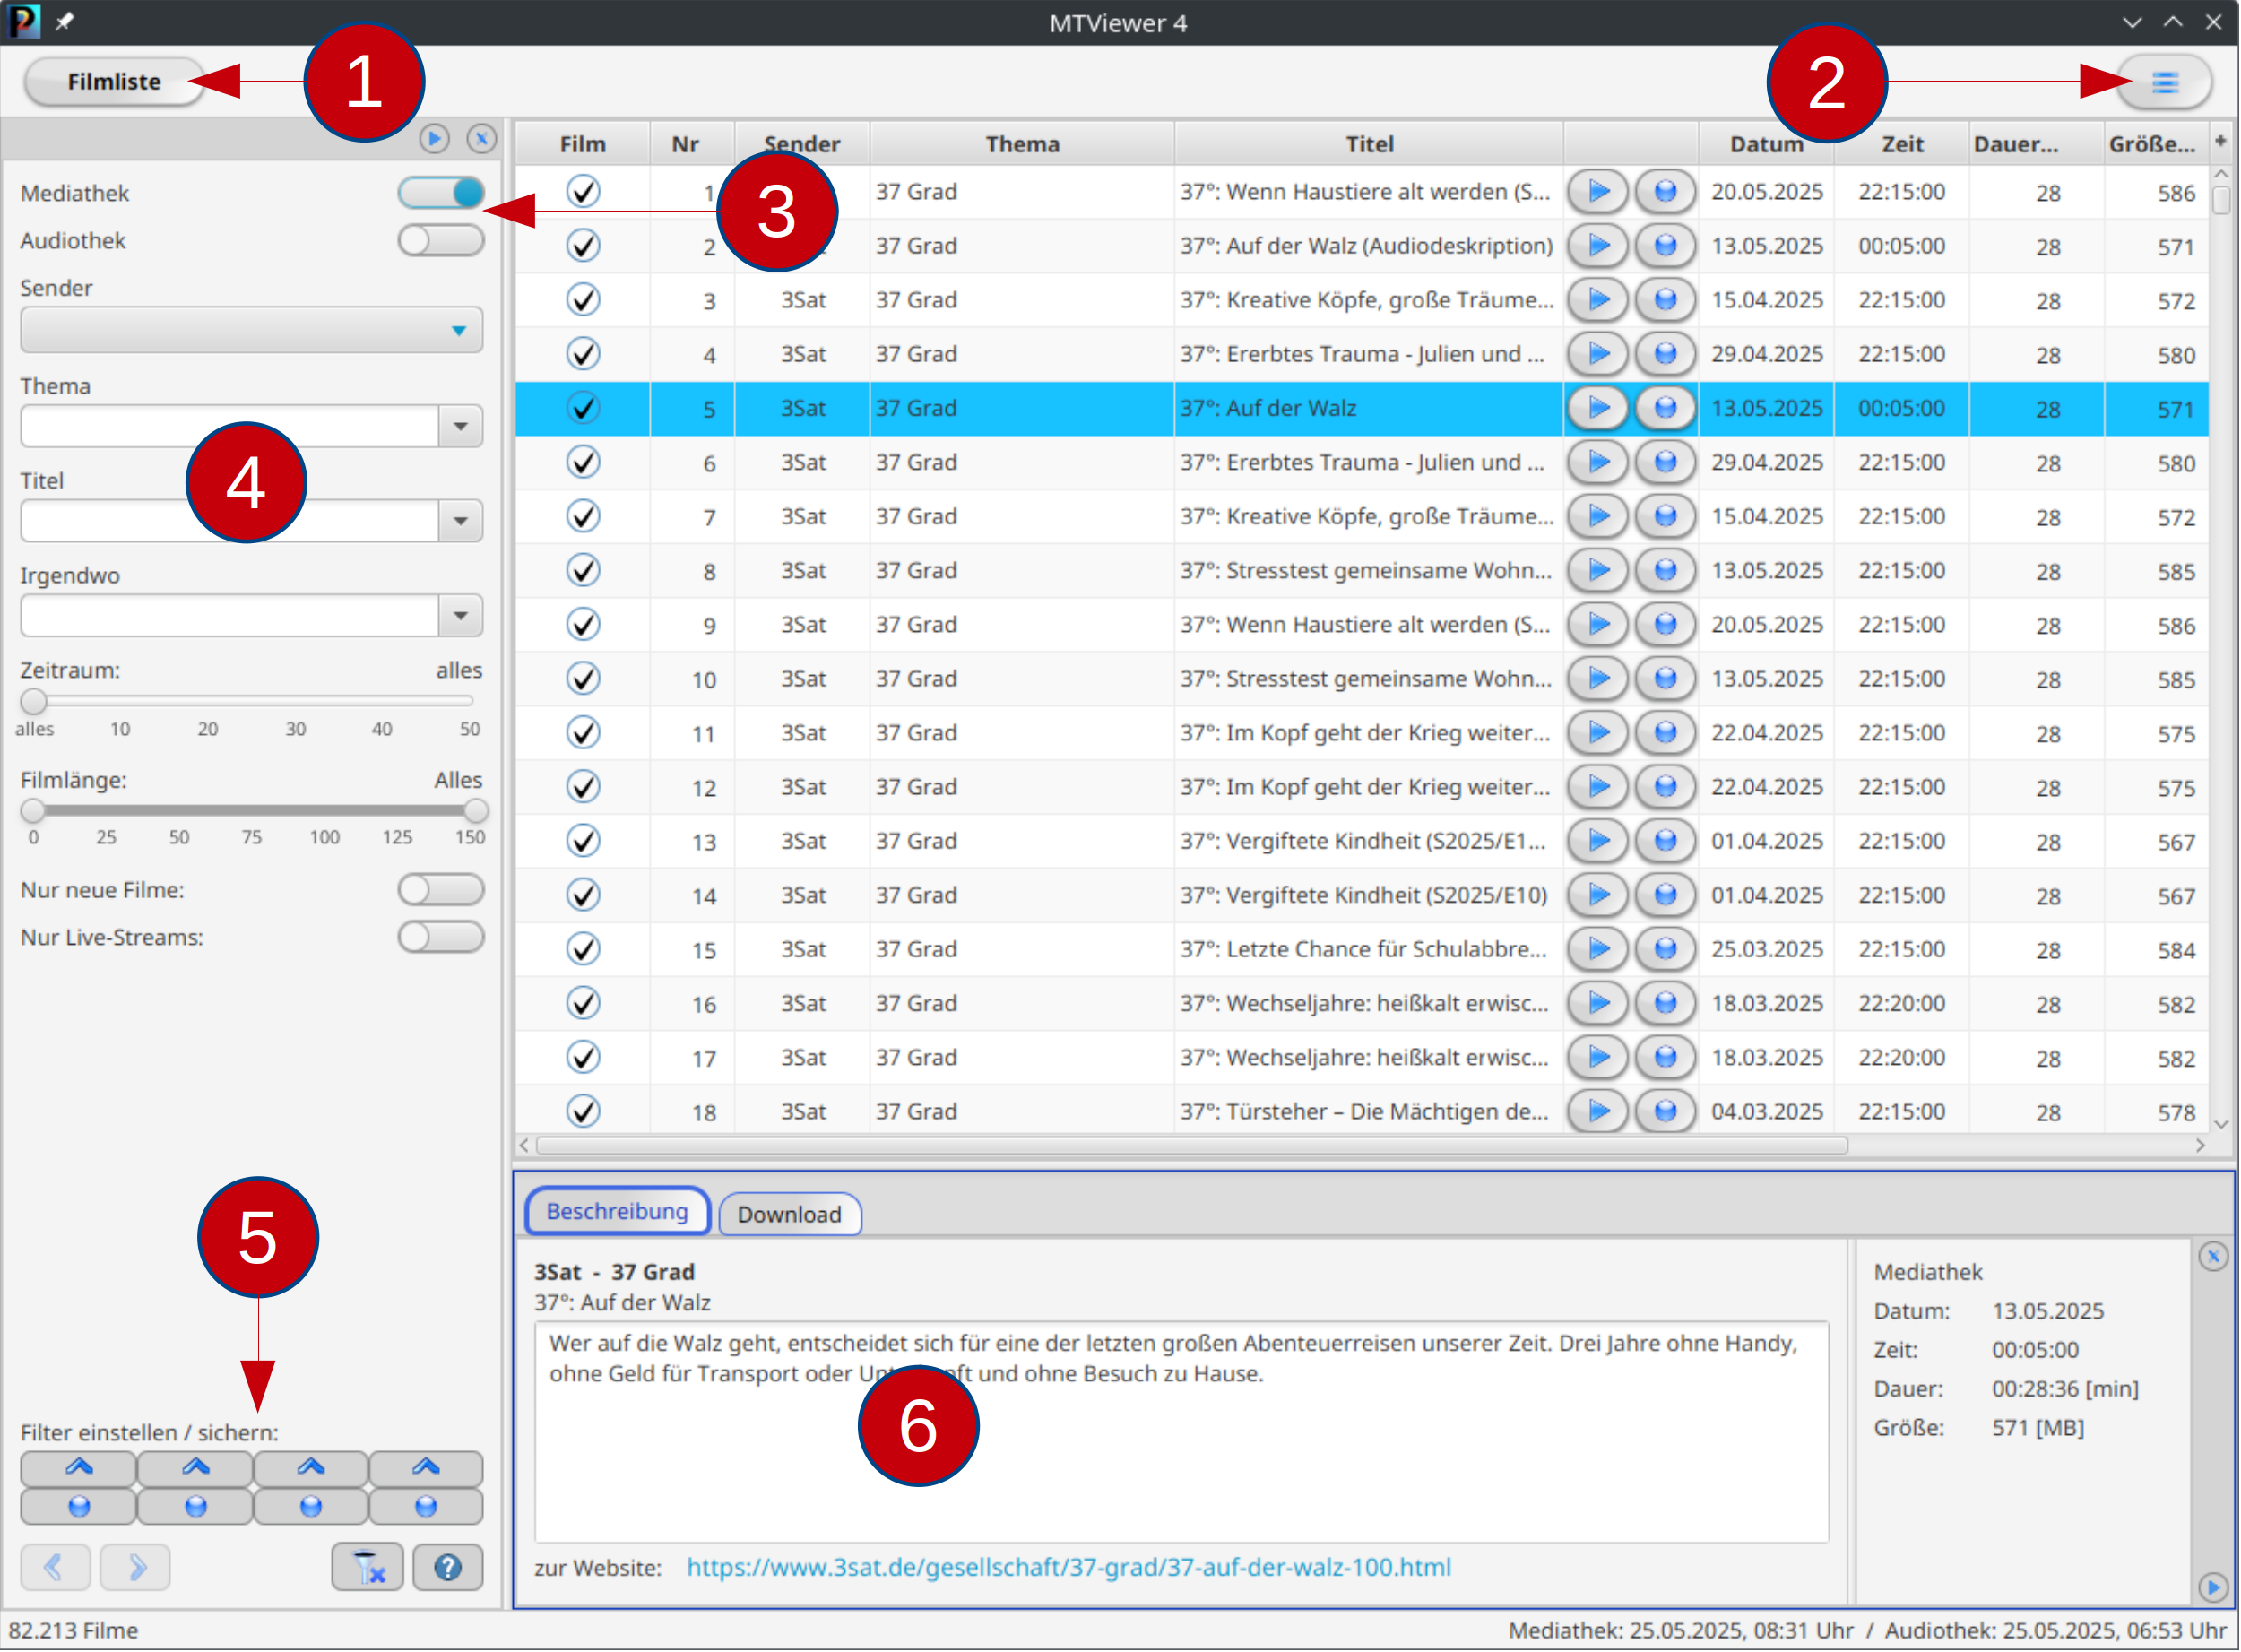 MTViewer 4
Filmliste
1
2
Mediathek
Audiothek
3
Sender
Thema
4
Titel
Irgendwo
Zeitraum: alles
alles 10 20 30 40 50
Filmlänge: Alles
0 25 50 75 100 125 150
Nur neue Filme:
Nur Live-Streams:
5
Filter einstellen / sichern:
Film Nr Sender Thema Titel Datum Zeit Dauer... Größe... +
1 37 Grad 37°: Wenn Haustiere alt werden (S... 20.05.2025 22:15:00 28 586
2 37 Grad 37°: Auf der Walz (Audiodeskription) 13.05.2025 00:05:00 28 571
3 3Sat 37 Grad 37°: Kreative Köpfe, große Träume... 15.04.2025 22:15:00 28 572
4 3Sat 37 Grad 37°: Ererbtes Trauma - Julien und ... 29.04.2025 22:15:00 28 580
5 3Sat 37 Grad 37°: Auf der Walz 13.05.2025 00:05:00 28 571
6 3Sat 37 Grad 37°: Ererbtes Trauma - Julien und ... 29.04.2025 22:15:00 28 580
7 3Sat 37 Grad 37°: Kreative Köpfe, große Träume... 15.04.2025 22:15:00 28 572
8 3Sat 37 Grad 37°: Stresstest gemeinsame Wohn... 13.05.2025 22:15:00 28 585
9 3Sat 37 Grad 37°: Wenn Haustiere alt werden (S... 20.05.2025 22:15:00 28 586
10 3Sat 37 Grad 37°: Stresstest gemeinsame Wohn... 13.05.2025 22:15:00 28 585
11 3Sat 37 Grad 37°: Im Kopf geht der Krieg weiter... 22.04.2025 22:15:00 28 575
12 3Sat 37 Grad 37°: Im Kopf geht der Krieg weiter... 22.04.2025 22:15:00 28 575
13 3Sat 37 Grad 37°: Vergiftete Kindheit (S2025/E1... 01.04.2025 22:15:00 28 567
14 3Sat 37 Grad 37°: Vergiftete Kindheit (S2025/E10) 01.04.2025 22:15:00 28 567
15 3Sat 37 Grad 37°: Letzte Chance für Schulabbre... 25.03.2025 22:15:00 28 584
16 3Sat 37 Grad 37°: Wechseljahre: heißkalt erwisc... 18.03.2025 22:20:00 28 582
17 3Sat 37 Grad 37°: Wechseljahre: heißkalt erwisc... 18.03.2025 22:20:00 28 582
18 3Sat 37 Grad 37°: Türsteher – Die Mächtigen de... 04.03.2025 22:15:00 28 578
Beschreibung Download
3Sat - 37 Grad
37°: Auf der Walz
Wer auf die Walz geht, entscheidet sich für eine der letzten großen Abenteuerreisen unserer Zeit. Drei Jahre ohne Handy,
ohne Geld für Transport oder und ohne Besuch zu Hause.
6
zur Website: https://www.3sat.de/gesellschaft/37-grad/37-auf-der-walz-100.html
Mediathek
Datum: 13.05.2025
Zeit: 00:05:00
Dauer: 00:28:36 [min]
Größe: 571 [MB]
82.213 Filme
Mediathek: 25.05.2025, 08:31 Uhr / Audiothek: 25.05.2025, 06:53 Uhr